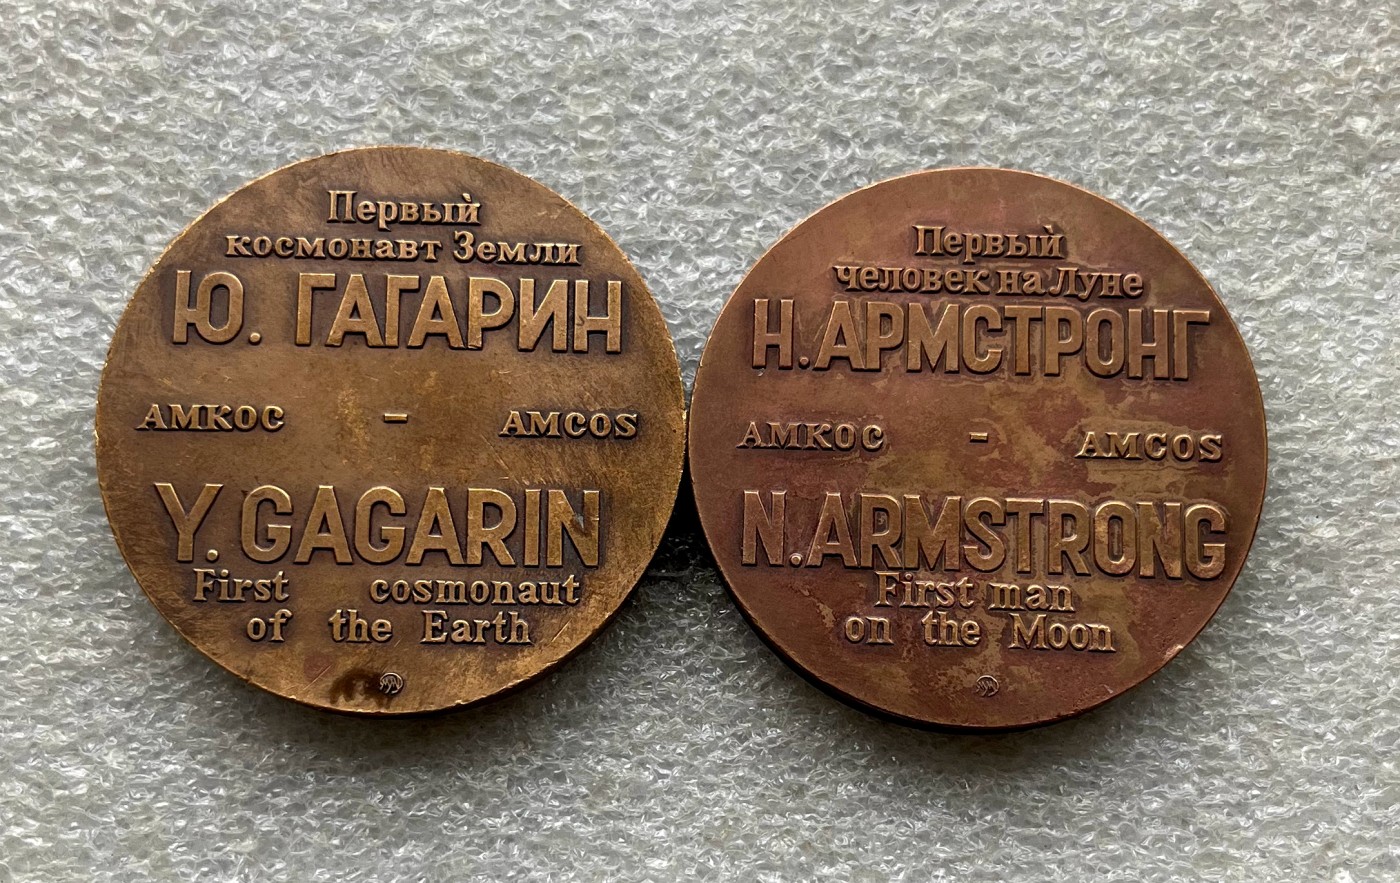 Первый
космонавт Земли
Ю. ГАГАРИН
АМКОС – AMCOS
Y. GAGARIN
First cosmonaut
of the Earth
Первый
человек на Луне
Н. АРМСТРОНГ
АМКОС – AMCOS
N. ARMSTRONG
First man
on the Moon